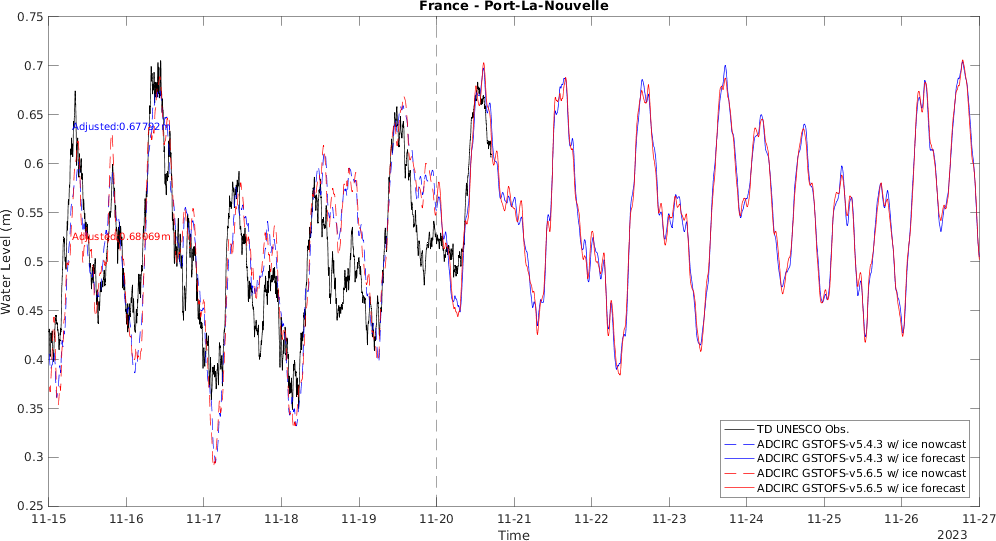 France - Port-La-Nouvelle
0.75
0.7
0.65
0.6
0.55
0.5
0.45
0.4
0.35
0.3
0.25
Water Level (m)
Adjusted:0.67792m
Adjusted:0.68069m
TD UNESCO Obs.
ADCIRC GSTOFS-v5.4.3 w/ ice nowcast
ADCIRC GSTOFS-v5.4.3 w/ ice forecast
ADCIRC GSTOFS-v5.6.5 w/ ice nowcast
ADCIRC GSTOFS-v5.6.5 w/ ice forecast
11-15 11-16 11-17 11-18 11-19 11-20 11-21 11-22 11-23 11-24 11-25 11-26 11-27
Time
2023